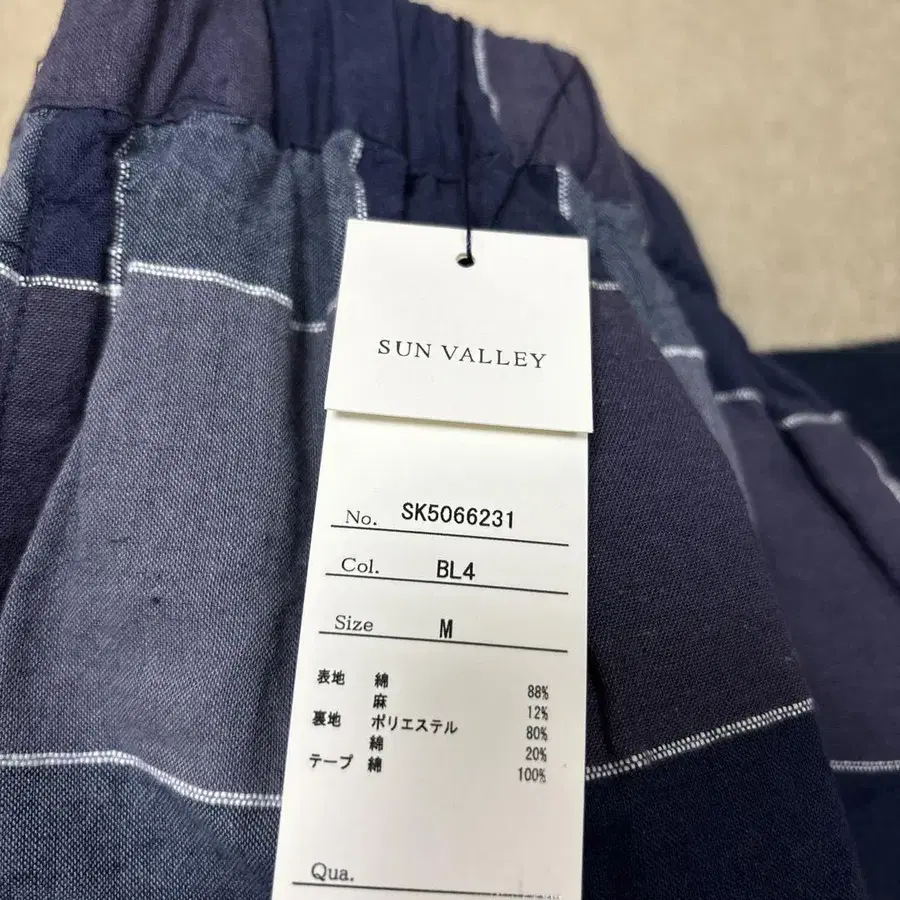 SUN VALLEY
No. SK5066231
Col. BL4
Size M
表地 綿 88%
麻 12%
裏地 ポリエステル 80%
綿 20%
テープ 綿 100%
Qua.